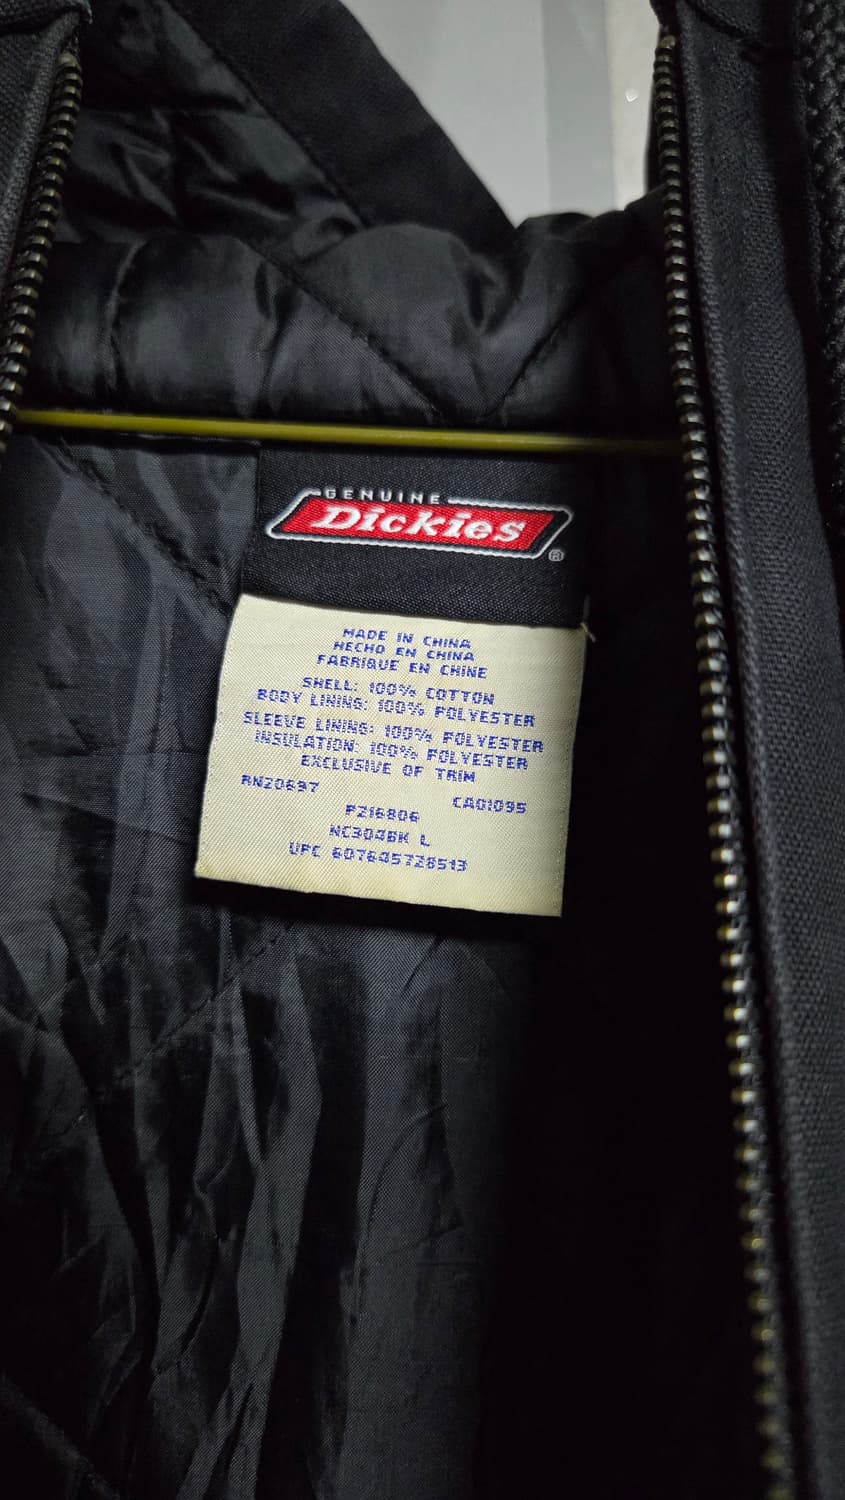 GENUINE
Dickies
®
MADE IN CHINA
HECHO EN CHINA
FABRIQUE EN CHINE
SHELL: 100% COTTON
BODY LINING: 100% POLYESTER
SLEEVE LINING: 100% POLYESTER
INSULATION: 100% POLYESTER
EXCLUSIVE OF TRIM
RN20697 CA01095
P216806
NC304BK L
UPC 607645728513